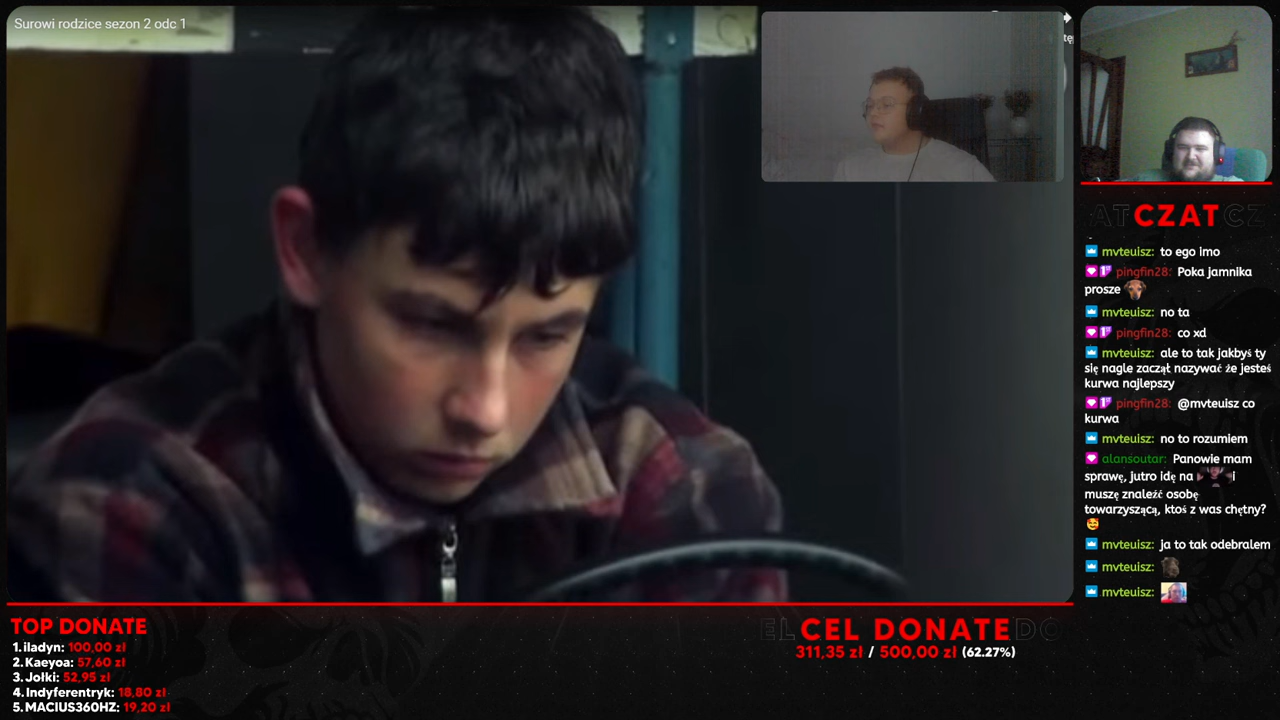 Surowi rodzice sezon 2 odc 1
CZAT
mvteuisz: to ego imo
pingfin28: Poka jamnika
prosze
mvteuisz: no ta
pingfin28: co xd
mvteuisz: ale to tak jakbyś ty
się nagle zaczął nazywać że jesteś
kurwa najlepszy
pingfin28: @mvteuisz co
kurwa
mvteuisz: no to rozumiem
alansoutar: Panowie mam
sprawę, jutro idę na i
muszę znaleźć osobę
towarzyszącą, ktoś z was chętny?
mvteuisz: ja to tak odebralem
mvteuisz:
mvteuisz:
TOP DONATE
1. iladyn: 100,00 zł
2. Kaeyoa: 57,60 zł
3. Jołki: 52,95 zł
4. Indyferentryk: 18,80 zł
5. MACIUS360HZ: 19,20 zł
CEL DONATE
311,35 zł / 500,00 zł (62.27%)